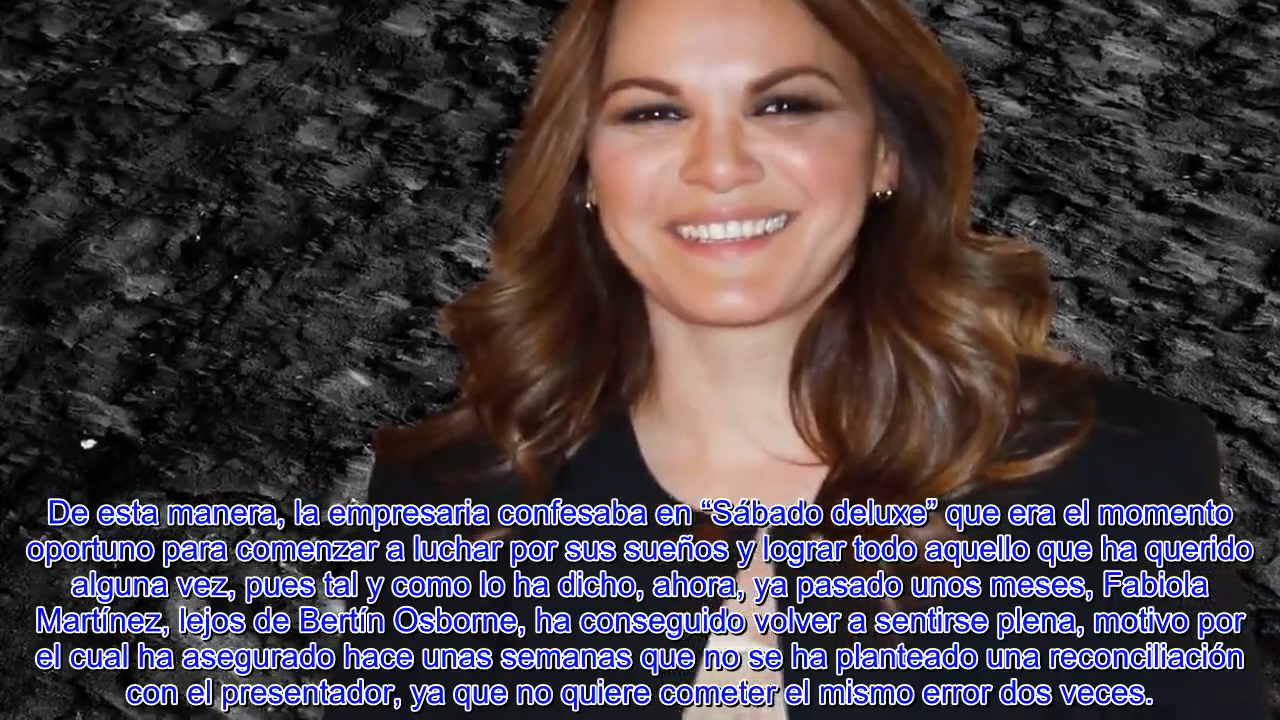 De esta manera, la empresaria confesaba en “Sábado deluxe” que era el momento
oportuno para comenzar a luchar por sus sueños y lograr todo aquello que ha querido
alguna vez, pues tal y como lo ha dicho, ahora, ya pasado unos meses, Fabiola
Martínez, lejos de Bertín Osborne, ha conseguido volver a sentirse plena, motivo por
el cual ha asegurado hace unas semanas que no se ha planteado una reconciliación
con el presentador, ya que no quiere cometer el mismo error dos veces.